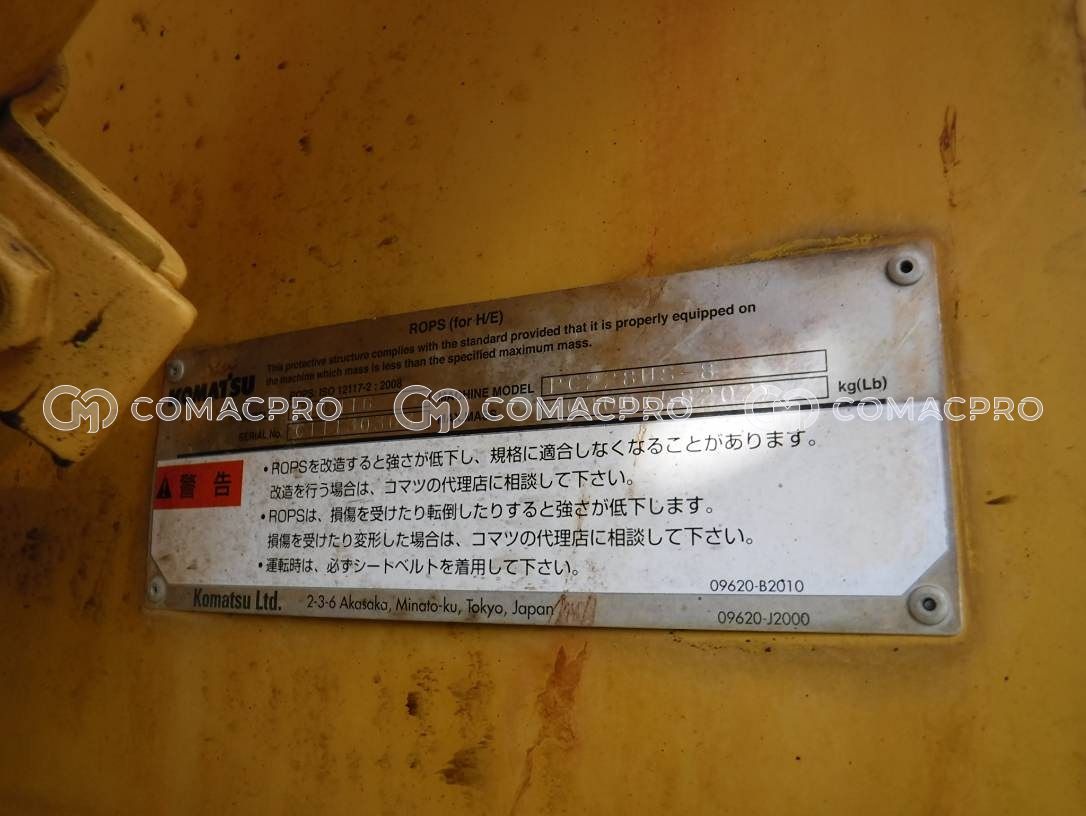 ROPS (for H/E)
This protective structure complies with the standard provided that it is properly equipped on
the machine which mass is less than the specified maximum mass.
KOMATSU
ROPS: ISO 12117-2 : 2008
MACHINE MODEL PC228US-8
SERIAL No.
MAX MASS
kg(Lb)
COMACPRO COMACPRO COMACPRO
警告
•ROPSを改造すると強さが低下し、規格に適合しなくなることがあります。
改造を行う場合は、コマツの代理店に相談して下さい。
•ROPSは、損傷を受けたり転倒したりすると強さが低下します。
損傷を受けたり変形した場合は、コマツの代理店に相談して下さい。
•運転時は、必ずシートベルトを着用して下さい。
09620-B2010
Komatsu Ltd. 2-3-6 Akasaka, Minato-ku, Tokyo, Japan
09620-J2000